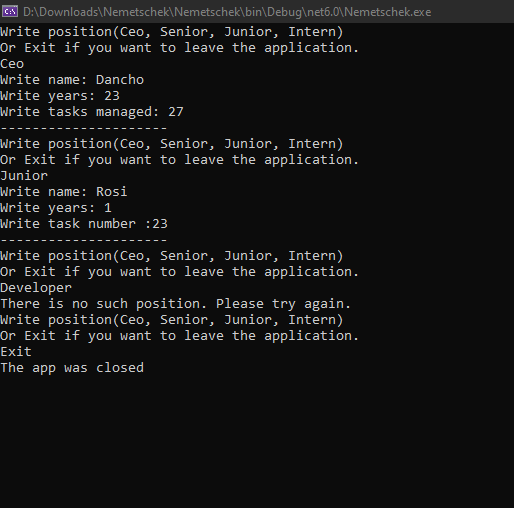 D:\Downloads\Nemetschek\Nemetschek\bin\Debug\net6.0\Nemetschek.exe
Write position(Ceo, Senior, Junior, Intern)
Or Exit if you want to leave the application.
Ceo
Write name: Dancho
Write years: 23
Write tasks managed: 27
---------------------
Write position(Ceo, Senior, Junior, Intern)
Or Exit if you want to leave the application.
Junior
Write name: Rosi
Write years: 1
Write task number :23
---------------------
Write position(Ceo, Senior, Junior, Intern)
Or Exit if you want to leave the application.
Developer
There is no such position. Please try again.
Write position(Ceo, Senior, Junior, Intern)
Or Exit if you want to leave the application.
Exit
The app was closed